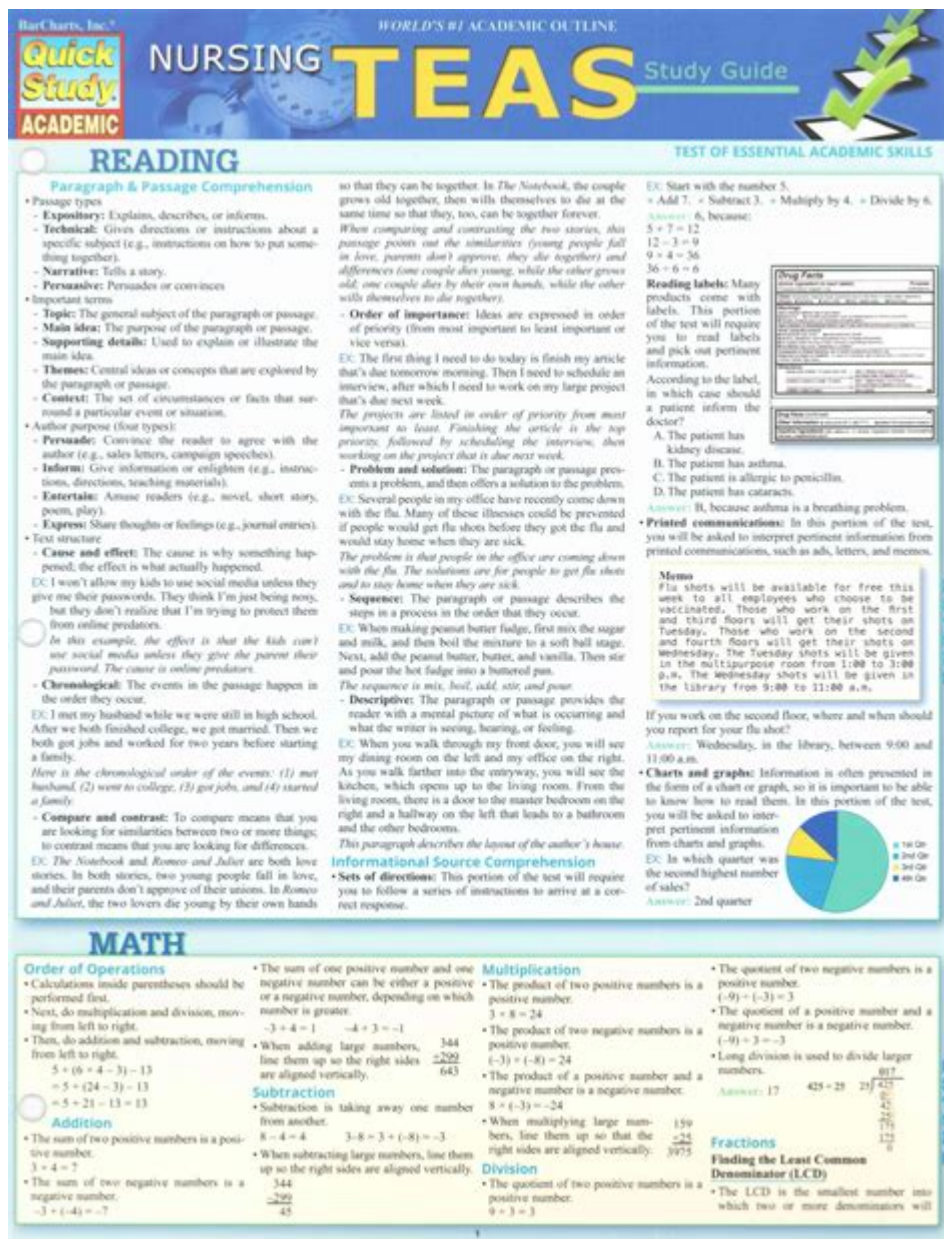 BarCharts, Inc.®
WORLD'S #1 ACADEMIC OUTLINE
Quick
Study®
ACADEMIC
NURSING
TEAS
Study Guide
TEST OF ESSENTIAL ACADEMIC SKILLS
READING
Paragraph & Passage Comprehension
• Passage types
- Expository: Explains, describes, or informs.
- Technical: Gives directions or instructions about a
specific subject (e.g., instructions on how to put some-
thing together).
- Narrative: Tells a story.
- Persuasive: Persuades or convinces
• Important terms
- Topic: The general subject of the paragraph or passage.
- Main idea: The purpose of the paragraph or passage.
- Supporting details: Used to explain or illustrate the
main idea.
- Themes: Central ideas or concepts that are explored by
the paragraph or passage.
- Context: The set of circumstances or facts that sur-
round a particular event or situation.
• Author purpose (four types):
- Persuade: Convince the reader to agree with the
author (e.g., sales letters, campaign speeches).
- Inform: Give information or enlighten (e.g., instruc-
tions, directions, teaching materials).
- Entertain: Amuse readers (e.g., novel, short story,
poem, play).
- Express: Share thoughts or feelings (e.g., journal entries).
• Text structure
- Cause and effect: The cause is why something hap-
pened; the effect is what actually happened.
EX: I won't allow my kids to use social media unless they
give me their passwords. They think I'm just being nosy,
but they don't realize that I'm trying to protect them
from online predators.
In this example, the effect is that the kids can't
use social media unless they give the parent their
password. The cause is online predators.
- Chronological: The events in the passage happen in
the order they occur.
EX: I met my husband while we were still in high school.
After we both finished college, we got married. Then we
both got jobs and worked for two years before starting
a family.
Here is the chronological order of the events: (1) met
husband, (2) went to college, (3) got jobs, and (4) started
a family.
- Compare and contrast: To compare means that you
are looking for similarities between two or more things;
to contrast means that you are looking for differences.
EX: The Notebook and Romeo and Juliet are both love
stories. In both stories, two young people fall in love,
and their parents don't approve of their unions. In Romeo
and Juliet, the two lovers die young by their own hands
so that they can be together. In The Notebook, the couple
grows old together, then wills themselves to die at the
same time so that they, too, can be together forever.
When comparing and contrasting the two stories, this
passage points out the similarities (young people fall
in love, parents don't approve, they die together) and
differences (one couple dies young, while the other grows
old; one couple dies by their own hands, while the other
wills themselves to die together).
- Order of importance: Ideas are expressed in order
of priority (from most important to least important or
vice versa).
EX: The first thing I need to do today is finish my article
that's due tomorrow morning. Then I need to schedule an
interview, after which I need to work on my large project
that's due next week.
The projects are listed in order of priority from most
important to least. Finishing the article is the top
priority, followed by scheduling the interview, then
working on the project that is due next week.
- Problem and solution: The paragraph or passage pres-
ents a problem, and then offers a solution to the problem.
EX: Several people in my office have recently come down
with the flu. Many of these illnesses could be prevented
if people would get flu shots before they got the flu and
would stay home when they are sick.
The problem is that people in the office are coming down
with the flu. The solutions are for people to get flu shots
and to stay home when they are sick.
- Sequence: The paragraph or passage describes the
steps in a process in the order that they occur.
EX: When making peanut butter fudge, first mix the sugar
and milk, and then boil the mixture to a soft ball stage.
Next, add the peanut butter, butter, and vanilla. Then stir
and pour the hot fudge into a buttered pan.
The sequence is mix, boil, add, stir, and pour.
- Descriptive: The paragraph or passage provides the
reader with a mental picture of what is occurring and
what the writer is seeing, hearing, or feeling.
EX: When you walk through my front door, you will see
my dining room on the left and my office on the right.
As you walk farther into the entryway, you will see the
kitchen, which opens up to the living room. From the
living room, there is a door to the master bedroom on the
right and a hallway on the left that leads to a bathroom
and the other bedrooms.
This paragraph describes the layout of the author's house.
Informational Source Comprehension
• Sets of directions: This portion of the test will require
you to follow a series of instructions to arrive at a cor-
rect response.
EX: Start with the number 5.
» Add 7. » Subtract 3. » Multiply by 4. » Divide by 6.
Answer: 6, because:
5 + 7 = 12
12 – 3 = 9
9 × 4 = 36
36 ÷ 6 = 6
Reading labels: Many
products come with
labels. This portion
of the test will require
you to read labels
and pick out pertinent
information.
Drug Facts
According to the label,
in which case should
a patient inform the
doctor?
A. The patient has
kidney disease.
B. The patient has asthma.
C. The patient is allergic to penicillin.
D. The patient has cataracts.
Answer: B, because asthma is a breathing problem.
• Printed communications: In this portion of the test,
you will be asked to interpret pertinent information from
printed communications, such as ads, letters, and memos.
Memo
Flu shots will be available for free this
week to all employees who choose to be
vaccinated. Those who work on the first
and third floors will get their shots on
Tuesday. Those who work on the second
and fourth floors will get their shots on
Wednesday. The Tuesday shots will be given
in the multipurpose room from 1:00 to 3:00
p.m. The Wednesday shots will be given in
the library from 9:00 to 11:00 a.m.
If you work on the second floor, where and when should
you report for your flu shot?
Answer: Wednesday, in the library, between 9:00 and
11:00 a.m.
• Charts and graphs: Information is often presented in
the form of a chart or graph, so it is important to be able
to know how to read them. In this portion of the test,
you will be asked to inter-
pret pertinent information
from charts and graphs.
EX: In which quarter was
the second highest number
of sales?
Answer: 2nd quarter
1st Qtr
2nd Qtr
3rd Qtr
4th Qtr
MATH
Order of Operations
• Calculations inside parentheses should be
performed first.
• Next, do multiplication and division, mov-
ing from left to right.
• Then, do addition and subtraction, moving
from left to right.
5 + (6 × 4 – 3) – 13
= 5 + (24 – 3) – 13
= 5 + 21 – 13 = 13
Addition
• The sum of two positive numbers is a posi-
tive number.
3 + 4 = 7
• The sum of two negative numbers is a
negative number.
–3 + (–4) = –7
• The sum of one positive number and one
negative number can be either a positive
or a negative number, depending on which
number is greater.
–3 + 4 = 1 –4 + 3 = –1
• When adding large numbers,
line them up so the right sides
are aligned vertically.
344
+299
643
Subtraction
• Subtraction is taking away one number
from another.
8 – 4 = 4 3–8 = 3 + (–8) = –3
• When subtracting large numbers, line them
up so the right sides are aligned vertically.
344
–299
45
Multiplication
• The product of two positive numbers is a
positive number.
3 × 8 = 24
• The product of two negative numbers is a
positive number.
(–3) × (–8) = 24
• The product of a positive number and a
negative number is a negative number.
8 × (–3) = –24
• When multiplying large num-
bers, line them up so that the
right sides are aligned vertically.
159
×25
3975
Division
• The quotient of two positive numbers is a
positive number.
9 ÷ 3 = 3
• The quotient of two negative numbers is a
positive number.
(–9) ÷ (–3) = 3
• The quotient of a positive number and a
negative number is a negative number.
(–9) ÷ 3 = –3
• Long division is used to divide larger
numbers.
Answer: 17
425 ÷ 25
017
25 425
Fractions
Finding the Least Common
Denominator (LCD)
• The LCD is the smallest number into
which two or more denominators will
1